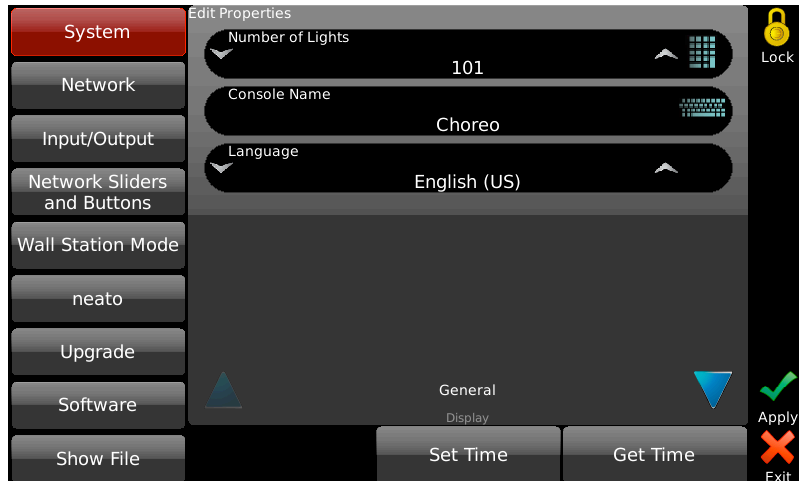 System
Network
Input/Output
Network Sliders
and Buttons
Wall Station Mode
neato
Upgrade
Software
Show File
Edit Properties
Number of Lights
101
Console Name
Choreo
Language
English (US)
General
Display
Set Time
Get Time
Lock
Apply
Exit